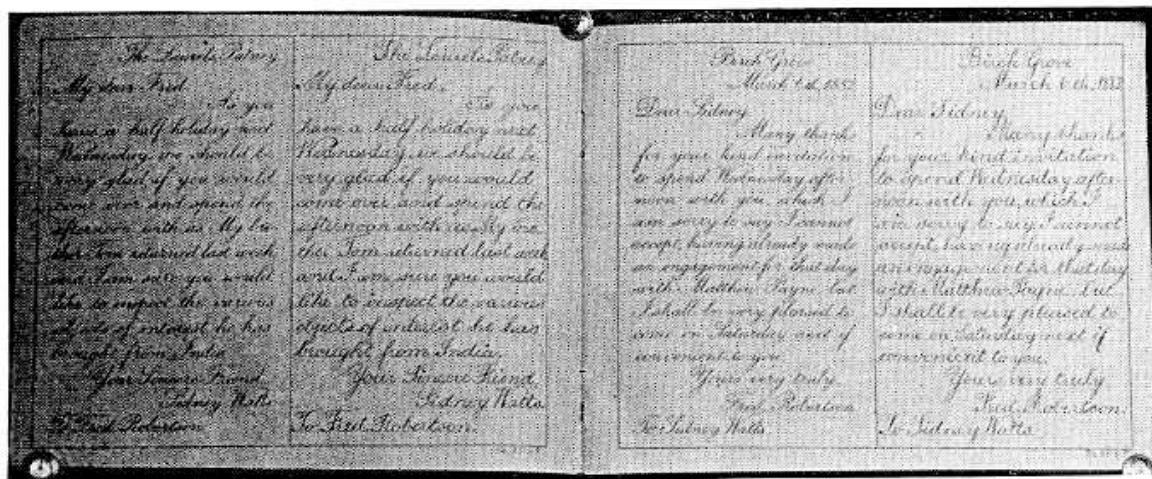 The Laurels Putney
My dear Fred.
As you
have a half holiday next
Wednesday we should be
very glad if you would
come over and spend the
afternoon with us. My bro
ther Tom returned last week
and I am sure you would
like to inspect the various
objects of interest he has
brought from India.
Your Sincere Friend
Sidney Watts
To Fred Robertson
The Laurels Putney
My dear Fred.
As you
have a half holiday next
Wednesday we should be
very glad if you would
come over and spend the
afternoon with us. My bro
ther Tom returned last week
and I am sure you would
like to inspect the various
objects of interest he has
brought from India.
Your Sincere Friend
Sidney Watts
To Fred Robertson.
Birch Grove
March 6th, 1882
Dear Sidney
Many thanks
for your kind invitation
to spend Wednesday after-
noon with you, which I
am sorry to say I cannot
accept, having already made
an engagement for that day
with Matthew Payne but
I shall be very pleased to
come on Saturday next if
convenient to you
Yours very truly
Fred Robertson
To Sidney Watts
Birch Grove
March 6th, 1882
Dear Sidney
Many thanks
for your kind invitation
to spend Wednesday after-
noon with you, which I
am sorry to say I cannot
accept, having already made
an engagement for that day
with Matthew Payne but
I shall be very pleased to
come on Saturday next if
convenient to you.
Yours very truly
Fred Robertson
To Sidney Watts